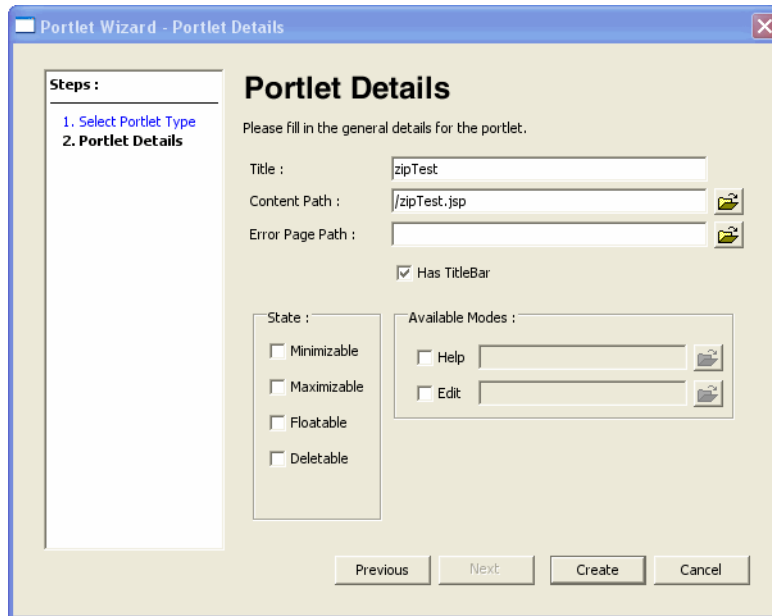 Portlet Wizard - Portlet Details
Steps :
1. Select Portlet Type
2. Portlet Details
Portlet Details
Please fill in the general details for the portlet.
Title : zipTest
Content Path : /zipTest.jsp
Error Page Path :
Has TitleBar
State :
Minimizable
Maximizable
Floatable
Deletable
Available Modes :
Help
Edit
Previous Next Create Cancel